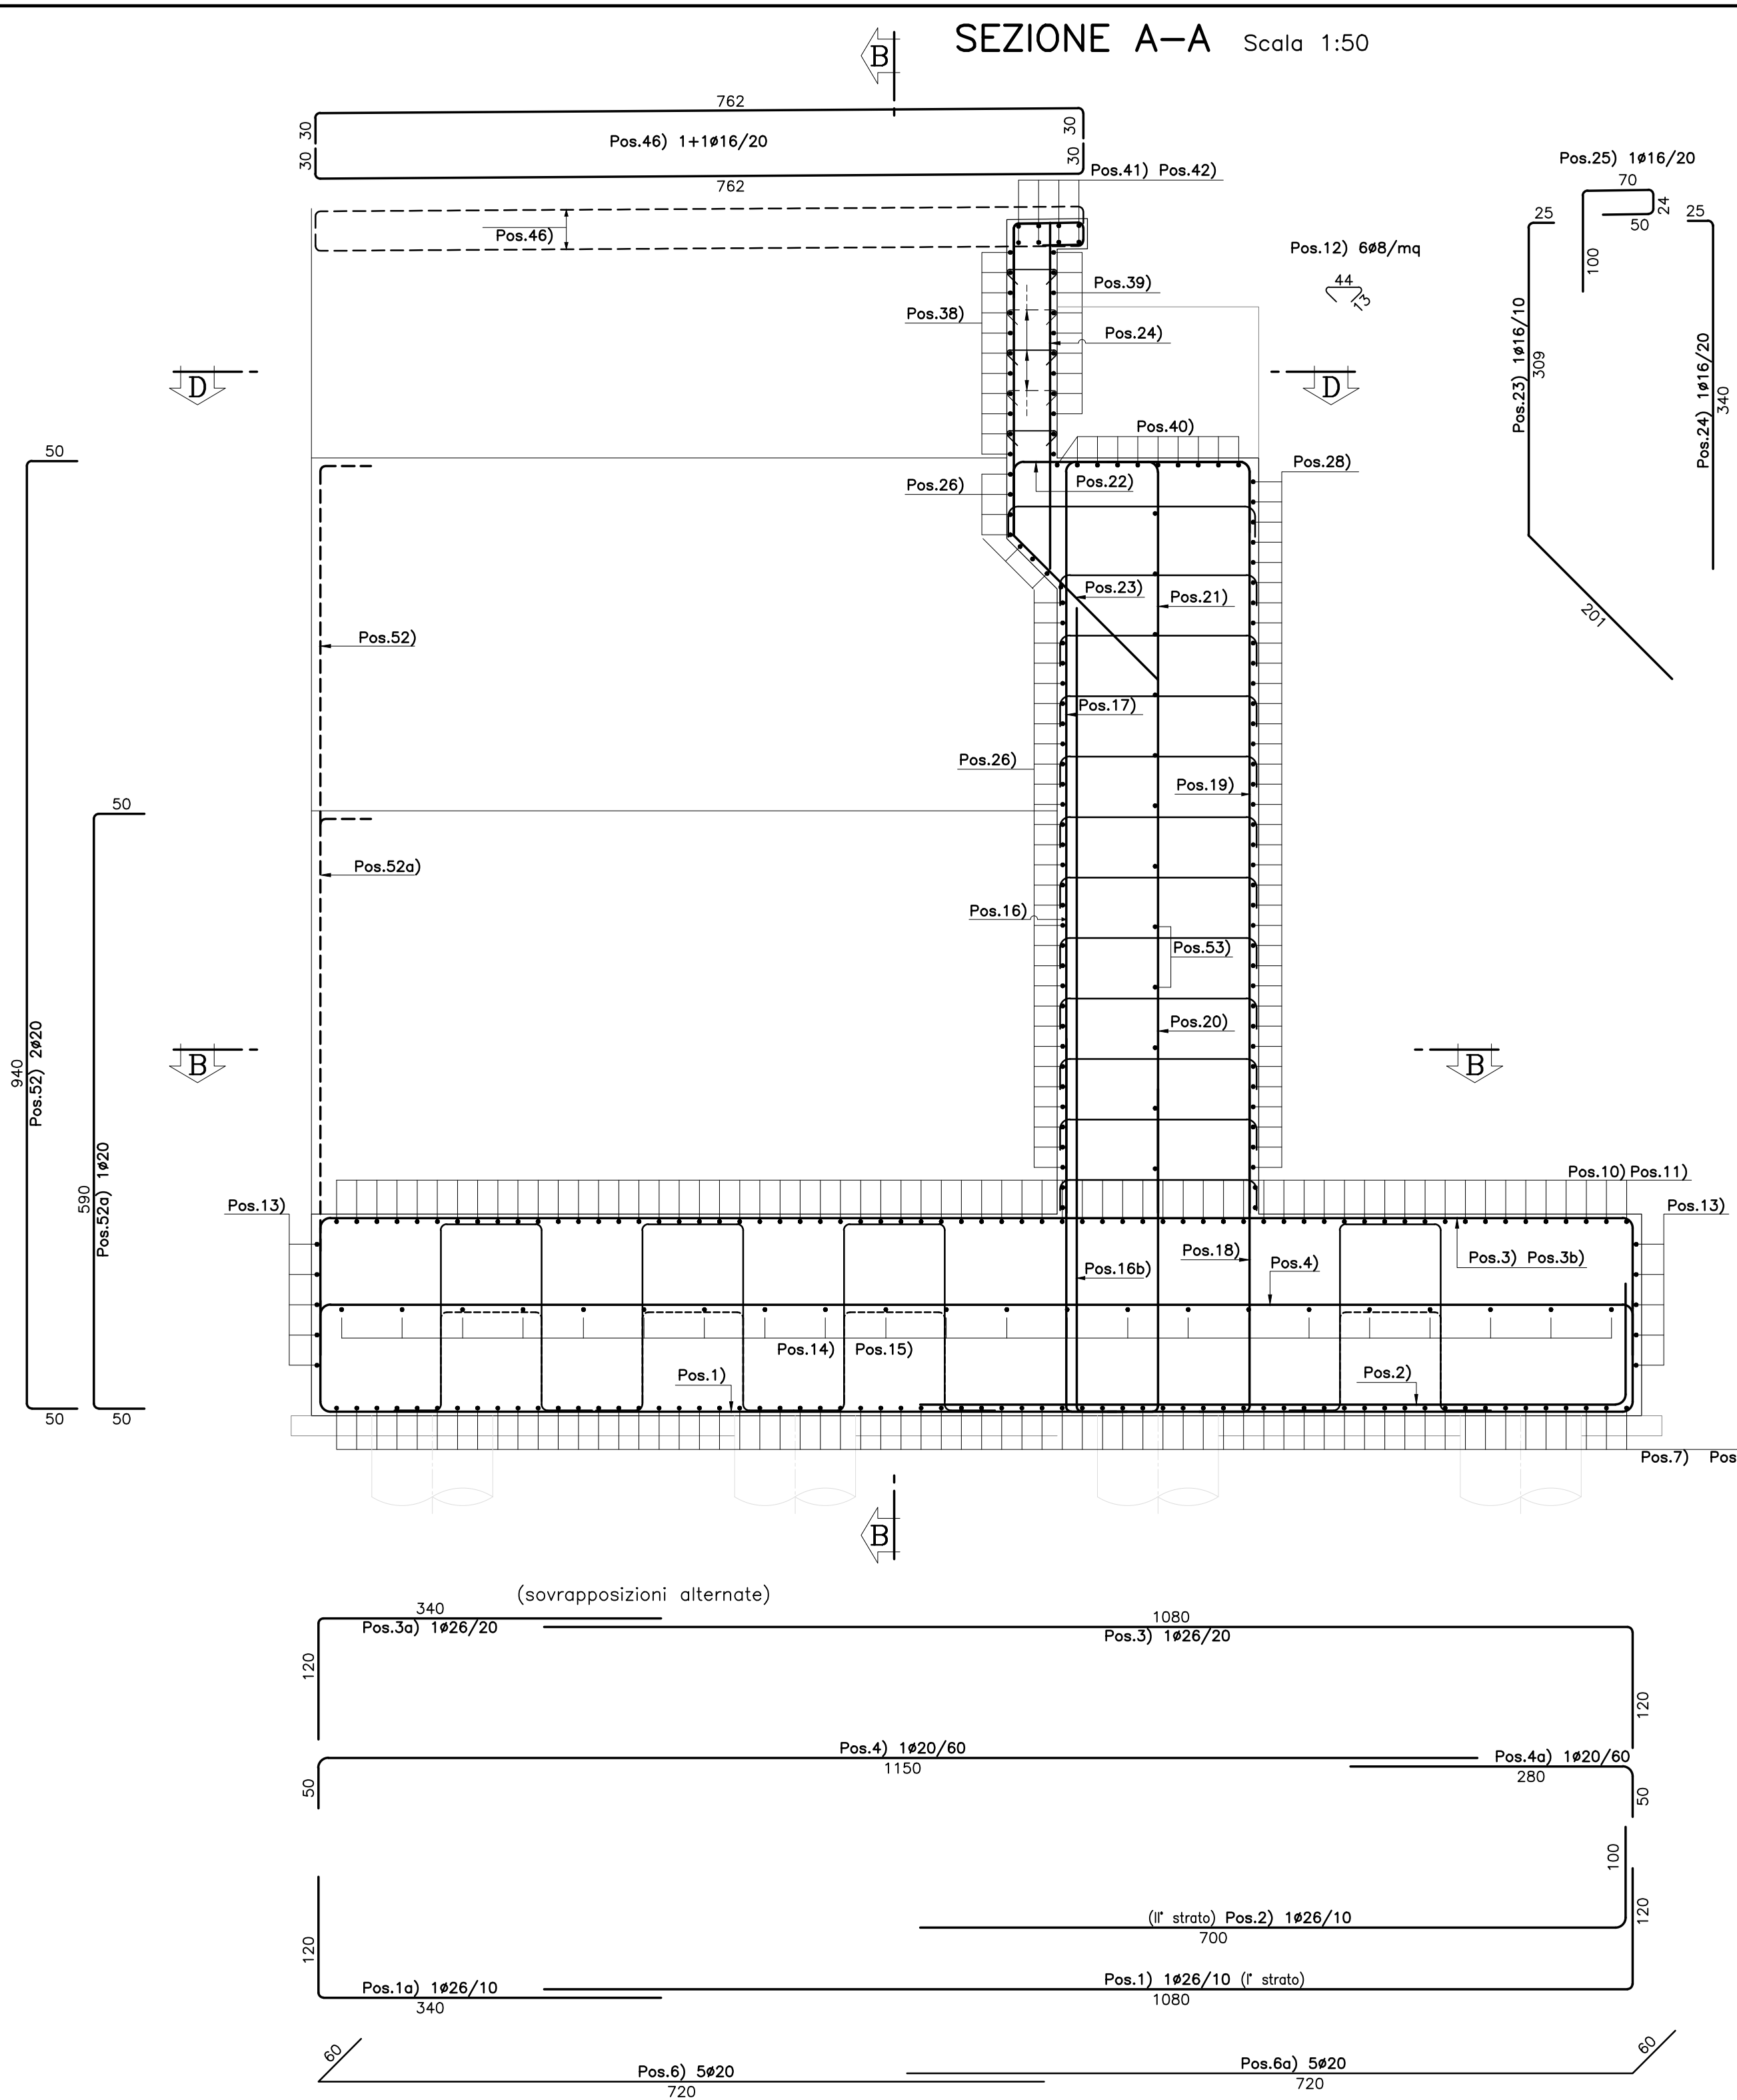 SEZIONE A-A Scala 1:50
B
762
30
30
Pos.46) 1+1ø16/20
30
30
762
Pos.41) Pos.42)
Pos.25) 1ø16/20
70
24
50
100
25
25
Pos.46)
Pos.12) 6ø8/mq
44
13
Pos.39)
Pos.38)
Pos.24)
Pos.23) 1ø16/10
309
Pos.24) 1ø16/20
340
201
D
D
50
Pos.40)
Pos.28)
Pos.22)
Pos.26)
Pos.23)
Pos.21)
Pos.52)
Pos.17)
Pos.26)
Pos.19)
50
Pos.52a)
Pos.16)
Pos.53)
Pos.20)
B
B
940
Pos.52) 2ø20
590
Pos.52a) 1ø20
Pos.10) Pos.11)
Pos.13)
Pos.13)
Pos.18)
Pos.4)
Pos.3) Pos.3b)
Pos.16b)
Pos.14) Pos.15)
Pos.1)
Pos.2)
50
50
Pos.7) Pos
B
(sovrapposizioni alternate)
340
Pos.3a) 1ø26/20
1080
Pos.3) 1ø26/20
120
120
Pos.4) 1ø20/60
1150
Pos.4a) 1ø20/60
280
50
50
100
(II° strato) Pos.2) 1ø26/10
700
120
120
Pos.1a) 1ø26/10
340
Pos.1) 1ø26/10 (I° strato)
1080
60
60
Pos.6) 5ø20
720
Pos.6a) 5ø20
720